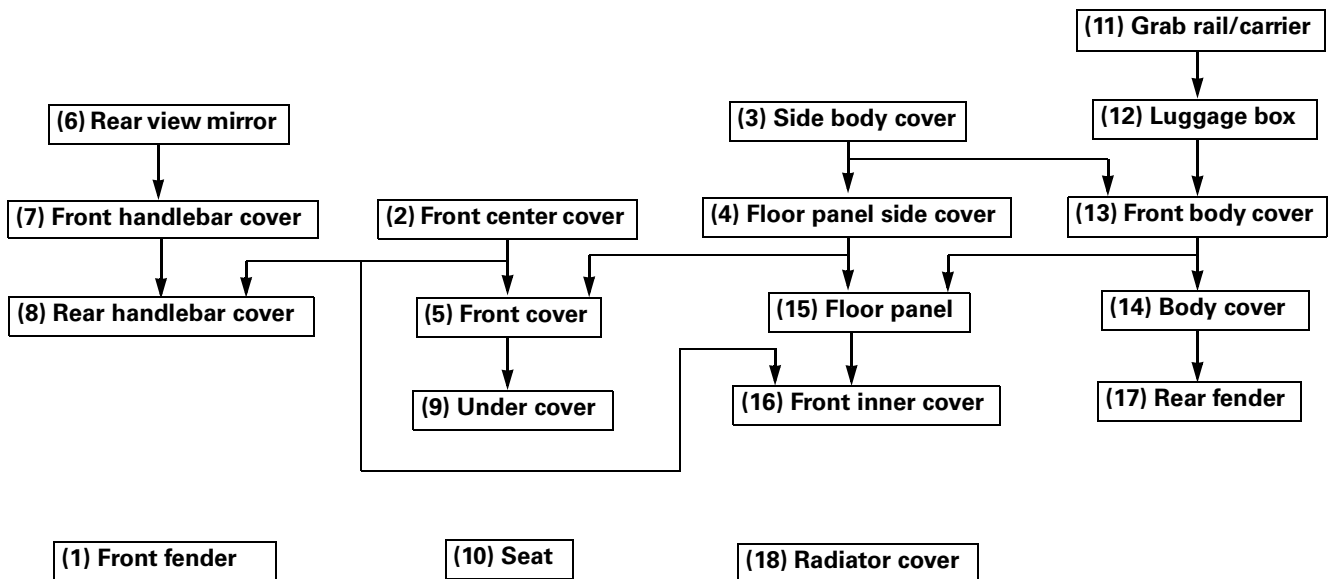 (11) Grab rail/carrier
(6) Rear view mirror
(3) Side body cover
(12) Luggage box
(7) Front handlebar cover
(2) Front center cover
(4) Floor panel side cover
(13) Front body cover
(8) Rear handlebar cover
(5) Front cover
(15) Floor panel
(14) Body cover
(9) Under cover
(16) Front inner cover
(17) Rear fender
(1) Front fender
(10) Seat
(18) Radiator cover